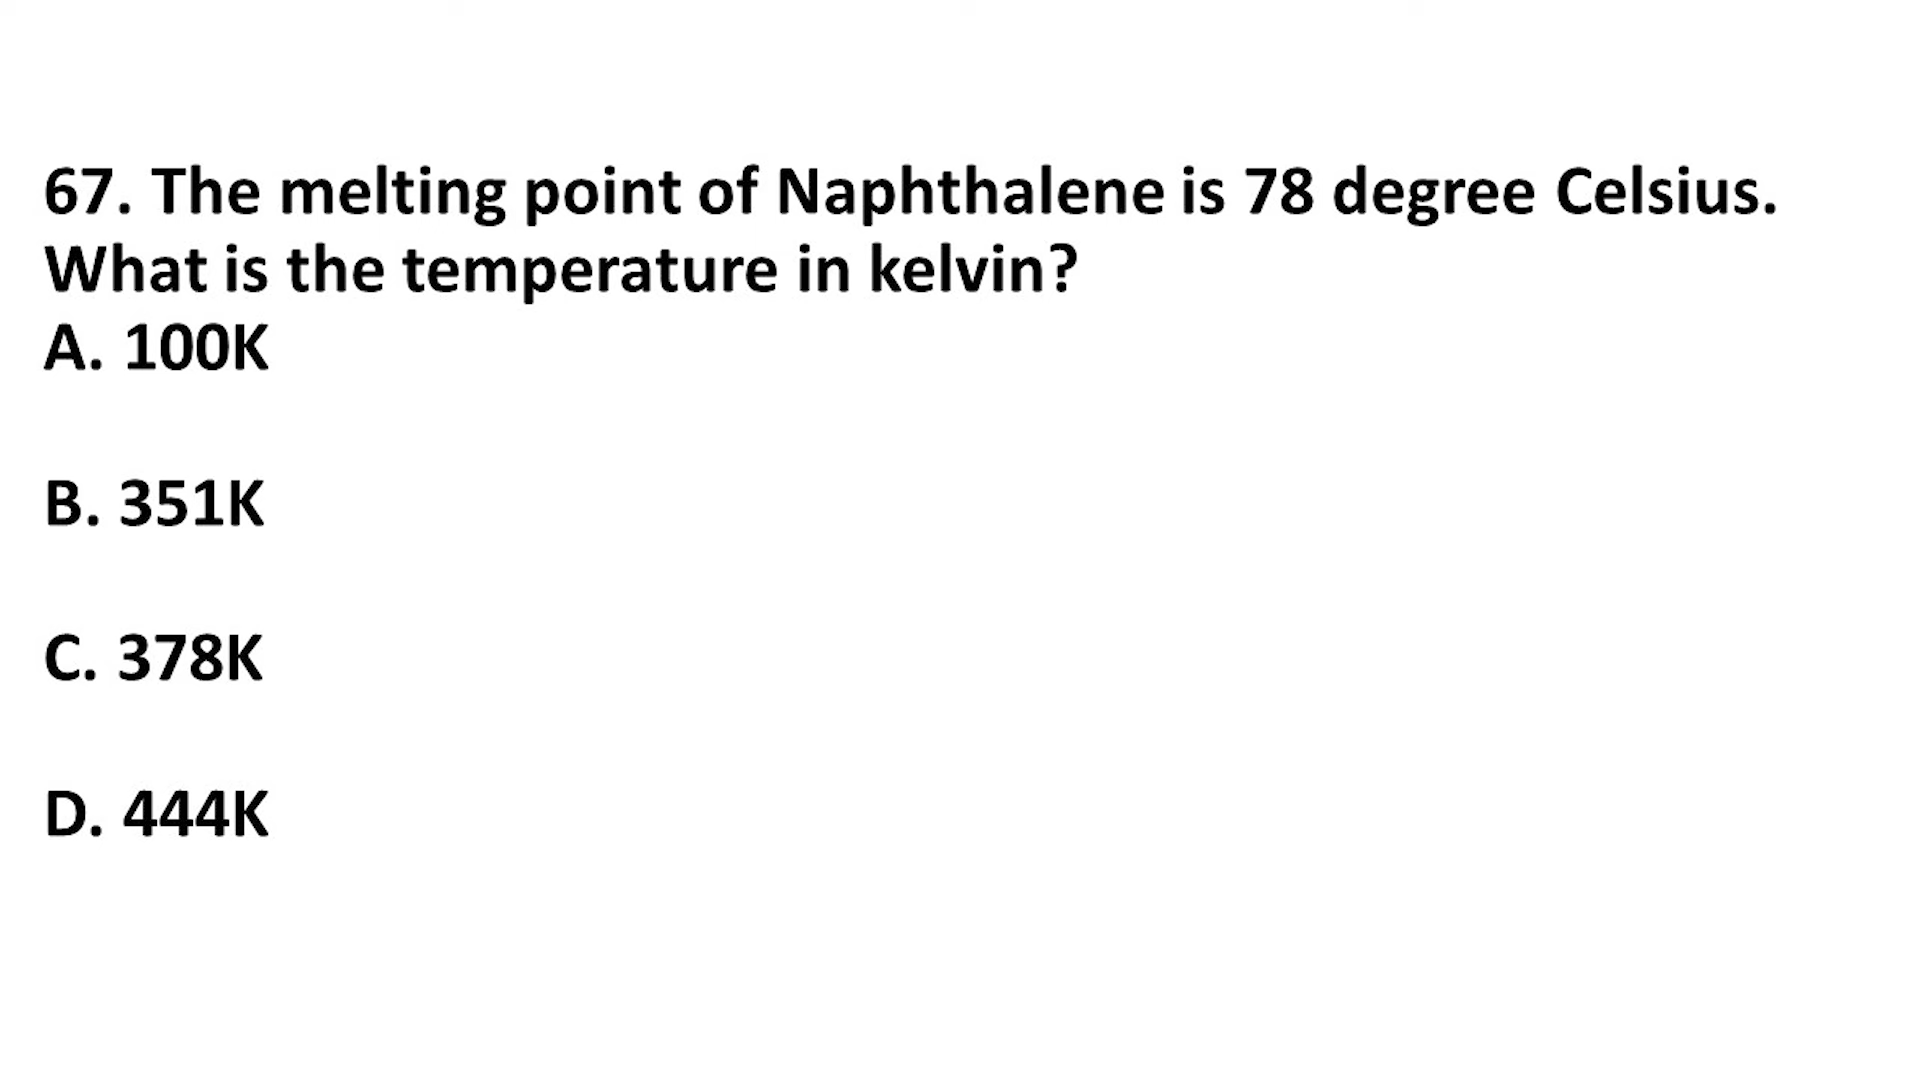 67. The melting point of Naphthalene is 78 degree Celsius.
What is the temperature in kelvin?
A. 100K
B. 351K
C. 378K
D. 444K